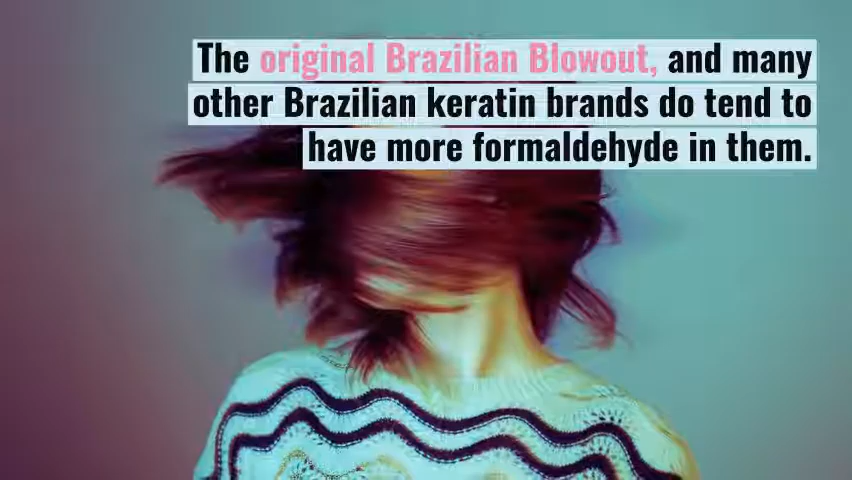 The original Brazilian Blowout, and many
other Brazilian keratin brands do tend to
have more formaldehyde in them.